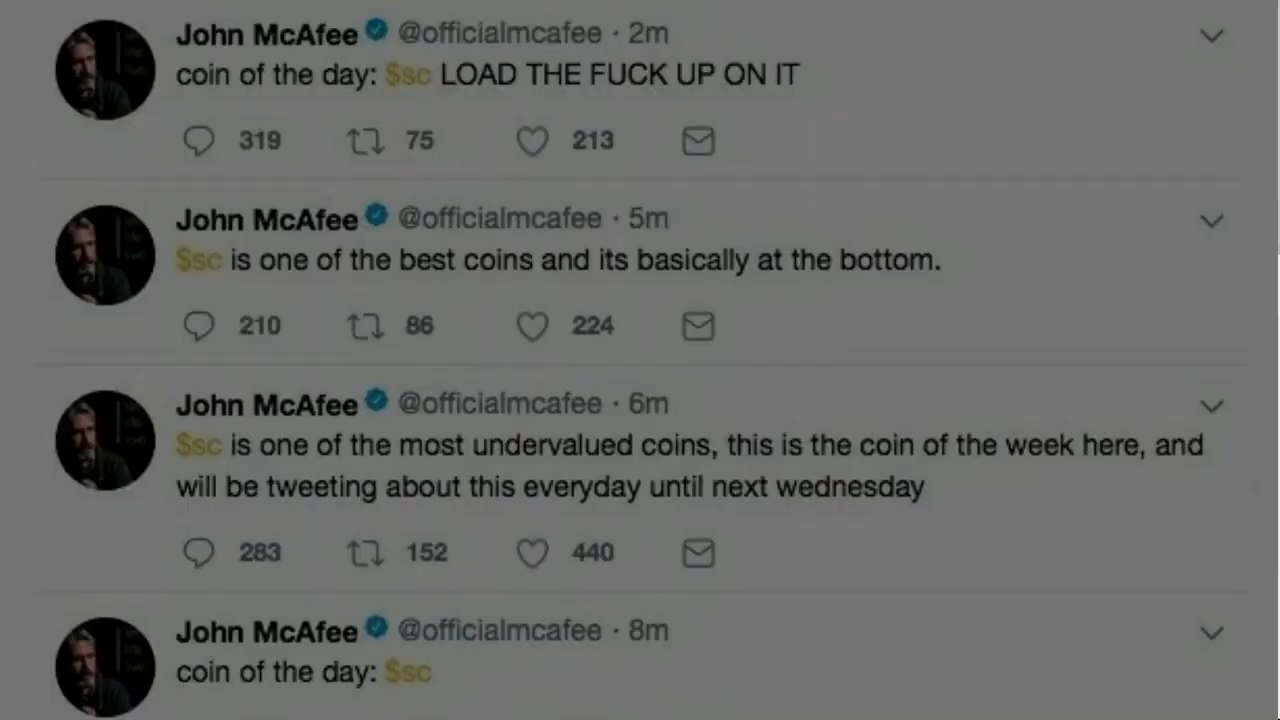 John McAfee @officialmcafee · 2m
coin of the day: $sc LOAD THE FUCK UP ON IT
319 75 213
John McAfee @officialmcafee · 5m
$sc is one of the best coins and its basically at the bottom.
210 86 224
John McAfee @officialmcafee · 6m
$sc is one of the most undervalued coins, this is the coin of the week here, and
will be tweeting about this everyday until next wednesday
283 152 440
John McAfee @officialmcafee · 8m
coin of the day: $sc